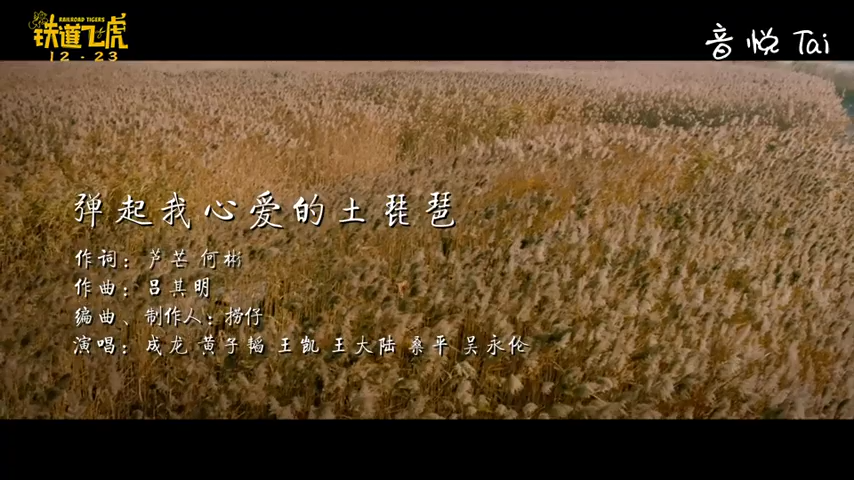 RAILROAD TIGERS
铁道飞虎
12·23
音悦Tai
弹起我心爱的土琵琶
作词：芦芒 何彬
作曲：吕其明
编曲、制作人：捞仔
演唱：成龙 黄子韬 王凯 王大陆 桑平 吴永伦